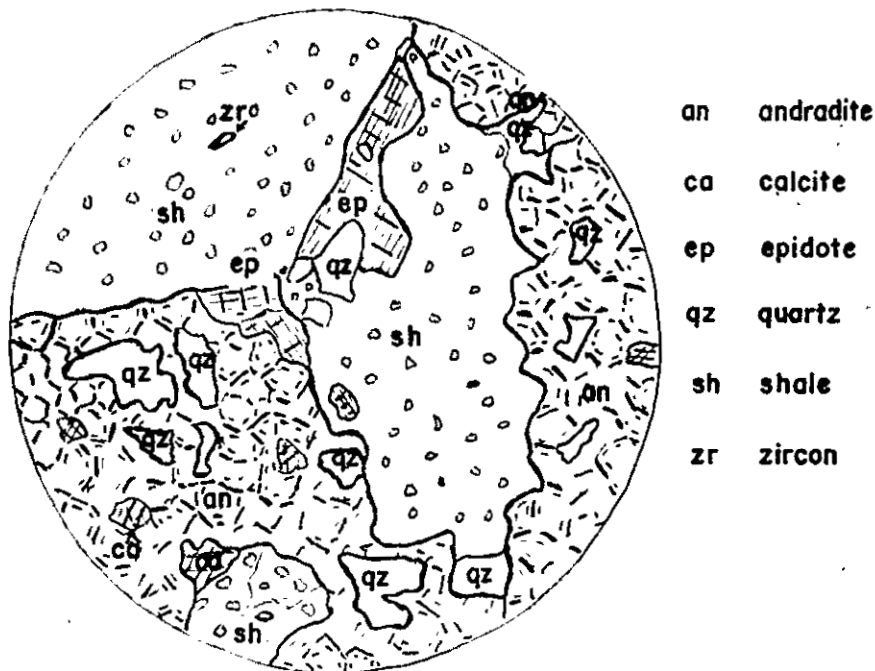 an andradite
ca calcite
ep epidote
qz quartz
sh shale
zr zircon
zr
sh
ep
ep
qz
qz
qz
qz
qz
an
ca
sh
qz
qz
sh
qz
qz
an